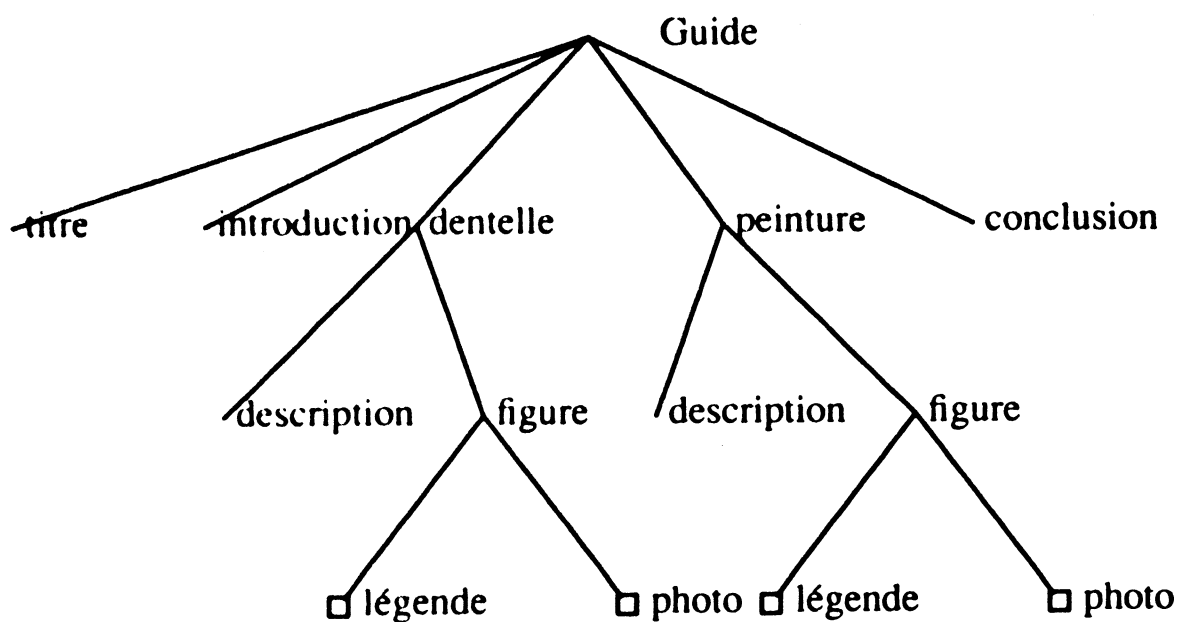 Guide
titre introduction dentelle peinture conclusion
description figure description figure
légende photo légende photo